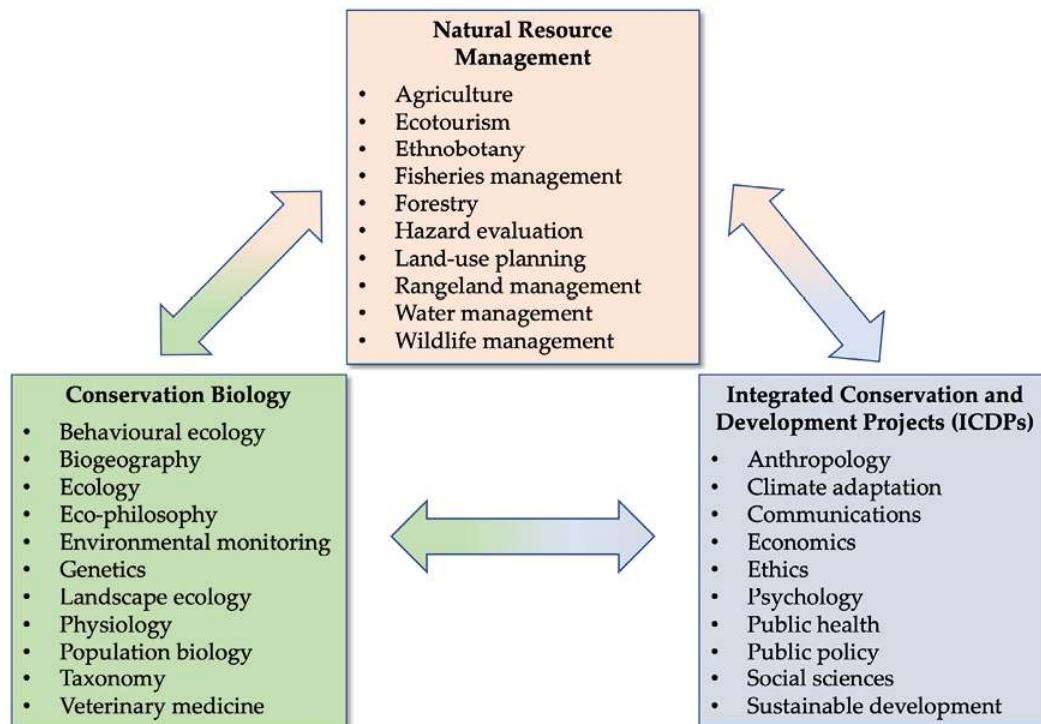 Natural Resource
Management
• Agriculture
• Ecotourism
• Ethnobotany
• Fisheries management
• Forestry
• Hazard evaluation
• Land-use planning
• Rangeland management
• Water management
• Wildlife management
Conservation Biology
• Behavioural ecology
• Biogeography
• Ecology
• Eco-philosophy
• Environmental monitoring
• Genetics
• Landscape ecology
• Physiology
• Population biology
• Taxonomy
• Veterinary medicine
Integrated Conservation and
Development Projects (ICDPs)
• Anthropology
• Climate adaptation
• Communications
• Economics
• Ethics
• Psychology
• Public health
• Public policy
• Social sciences
• Sustainable development